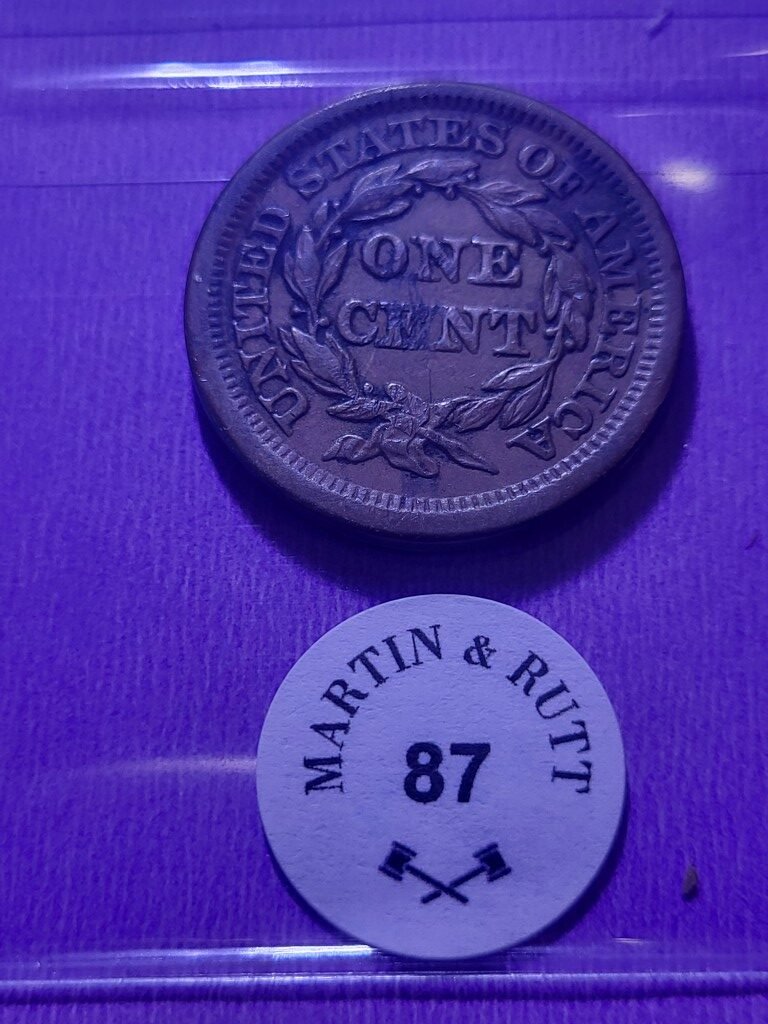 UNITED STATES OF AMERICA
ONE
CENT
MARTIN & RUTT
87